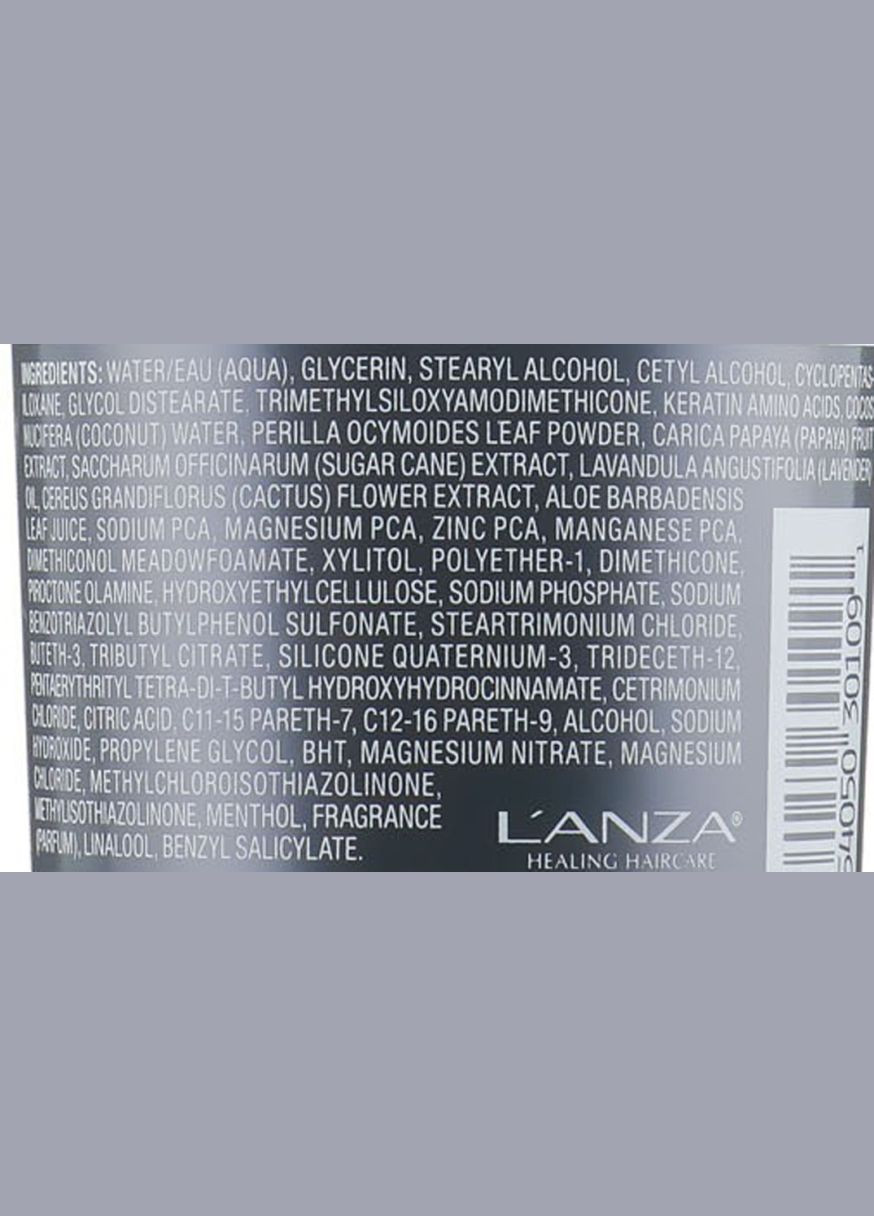 INGREDIENTS: WATER/EAU (AQUA), GLYCERIN, STEARYL ALCOHOL, CETYL ALCOHOL, CYCLOPENTAS-
ILOXANE, GLYCOL DISTEARATE, TRIMETHYLSILOXYAMODIMETHICONE, KERATIN AMINO ACIDS, COCOS
NUCIFERA (COCONUT) WATER, PERILLA OCYMOIDES LEAF POWDER, CARICA PAPAYA (PAPAYA) FRUIT
EXTRACT, SACCHARUM OFFICINARUM (SUGAR CANE) EXTRACT, LAVANDULA ANGUSTIFOLIA (LAVENDER)
OIL, CEREUS GRANDIFLORUS (CACTUS) FLOWER EXTRACT, ALOE BARBADENSIS
LEAF JUICE, SODIUM PCA, MAGNESIUM PCA, ZINC PCA, MANGANESE PCA,
DIMETHICONOL MEADOWFOAMATE, XYLITOL, POLYETHER-1, DIMETHICONE,
PIROCTONE OLAMINE, HYDROXYETHYLCELLULOSE, SODIUM PHOSPHATE, SODIUM
BENZOTRIAZOLYL BUTYLPHENOL SULFONATE, STEARTRIMONIUM CHLORIDE,
BUTETH-3, TRIBUTYL CITRATE, SILICONE QUATERNIUM-3, TRIDECETH-12,
PENTAERYTHRITYL TETRA-DI-T-BUTYL HYDROXYHYDROCINNAMATE, CETRIMONIUM
CHLORIDE, CITRIC ACID, C11-15 PARETH-7, C12-16 PARETH-9, ALCOHOL, SODIUM
HYDROXIDE, PROPYLENE GLYCOL, BHT, MAGNESIUM NITRATE, MAGNESIUM
CHLORIDE, METHYLCHLOROISOTHIAZOLINONE,
METHYLISOTHIAZOLINONE, MENTHOL, FRAGRANCE
(PARFUM), LINALOOL, BENZYL SALICYLATE.
L´ANZA®
HEALING HAIRCARE
54050 30109 1